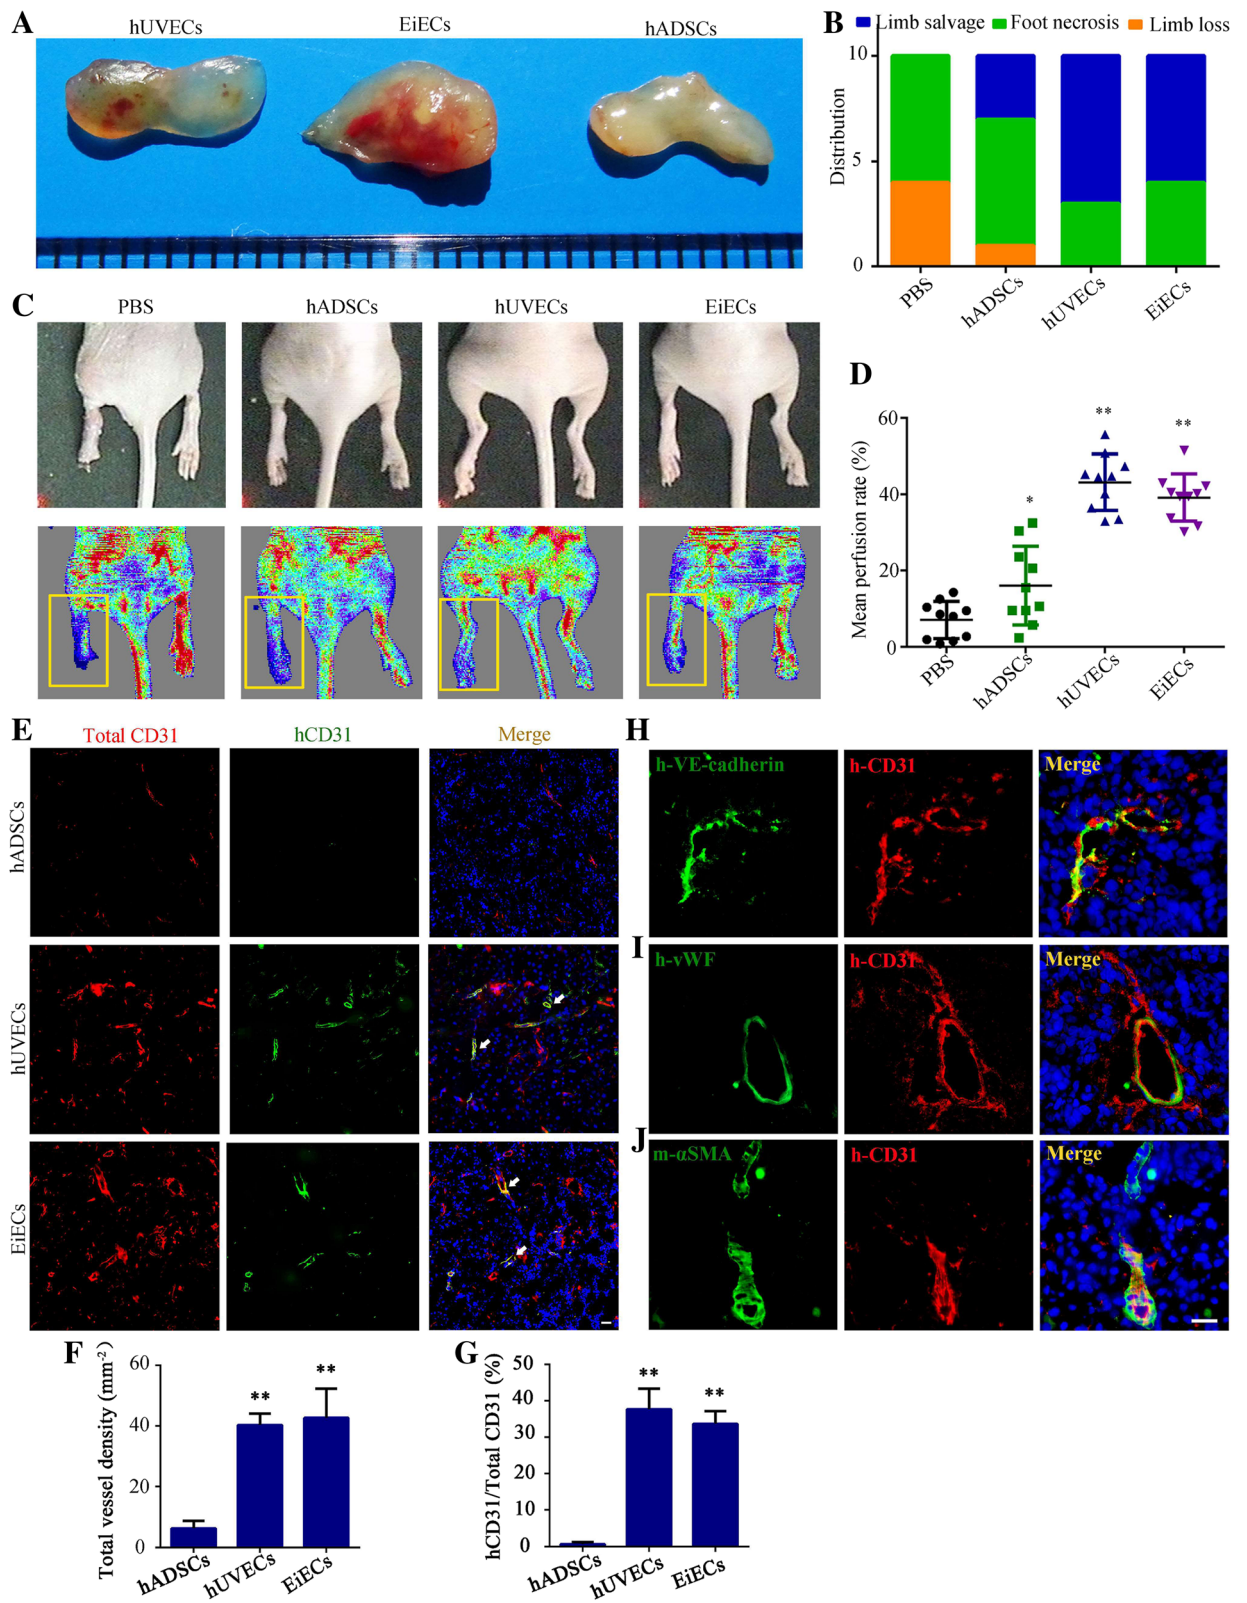 A
hUVECs
EiECs
hADSCs
B
Limb salvage
Foot necrosis
Limb loss
Distribution
10
5
0
PBS
hADSCs
hUVECs
EiECs
C
PBS
hADSCs
hUVECs
EiECs
D
Mean perfusion rate (%)
60
40
20
0
*
**
**
PBS
hADSCs
hUVECs
EiECs
E
Total CD31
hCD31
Merge
hADSCs
hUVECs
EiECs
H
h-VE-cadherin
h-CD31
Merge
I
h-vWF
h-CD31
Merge
J
m-αSMA
h-CD31
Merge
F
Total vessel density (mm⁻²)
60
40
20
0
**
**
hADSCs
hUVECs
EiECs
G
hCD31/Total CD31 (%)
50
40
30
20
10
0
**
**
hADSCs
hUVECs
EiECs